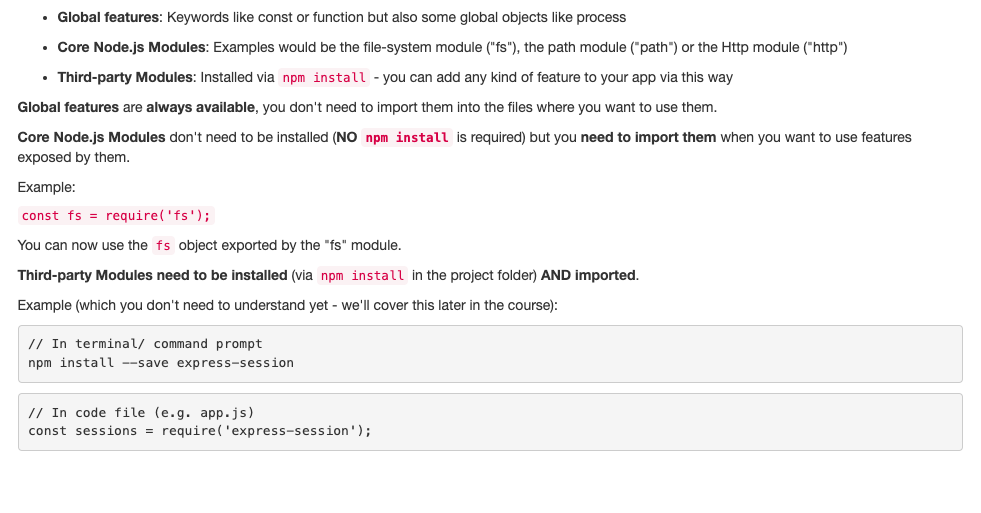 • Global features: Keywords like const or function but also some global objects like process
• Core Node.js Modules: Examples would be the file-system module ("fs"), the path module ("path") or the Http module ("http")
• Third-party Modules: Installed via npm install - you can add any kind of feature to your app via this way
Global features are always available, you don't need to import them into the files where you want to use them.
Core Node.js Modules don't need to be installed (NO npm install is required) but you need to import them when you want to use features
exposed by them.
Example:
const fs = require('fs');
You can now use the fs object exported by the "fs" module.
Third-party Modules need to be installed (via npm install in the project folder) AND imported.
Example (which you don't need to understand yet - we'll cover this later in the course):
// In terminal/ command prompt
npm install --save express-session
// In code file (e.g. app.js)
const sessions = require('express-session');